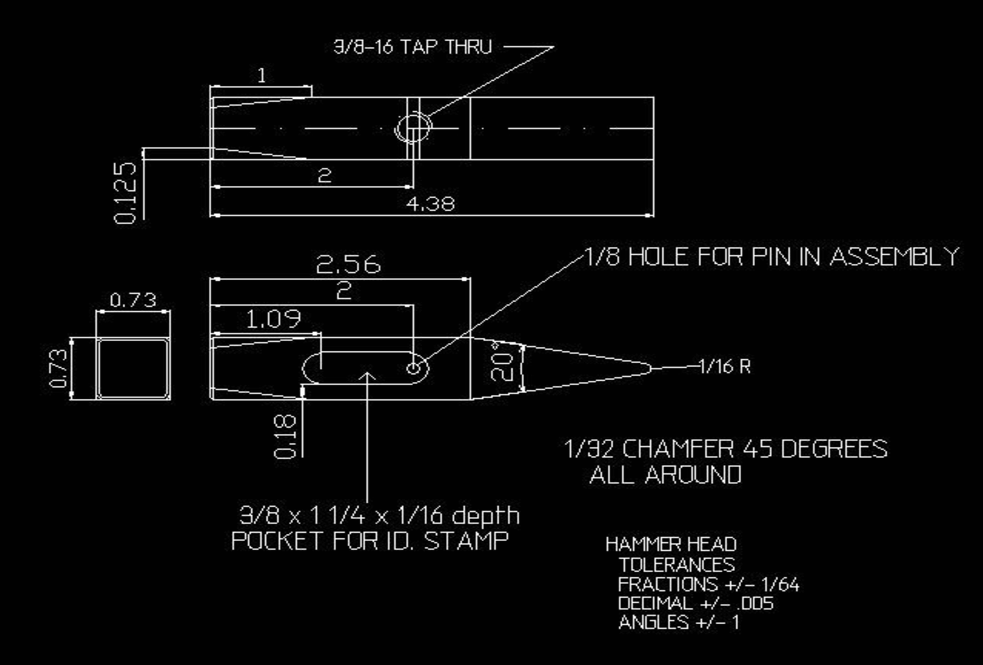 3/8-16 TAP THRU
1
0.125
2
4.38
1/8 HOLE FOR PIN IN ASSEMBLY
2.56
2
0.73
1.09
0.73
20°
1/16 R
0.18
1/32 CHAMFER 45 DEGREES
ALL AROUND
3/8 x 1 1/4 x 1/16 depth
POCKET FOR ID. STAMP
HAMMER HEAD
TOLERANCES
FRACTIONS +/- 1/64
DECIMAL +/- .005
ANGLES +/- 1